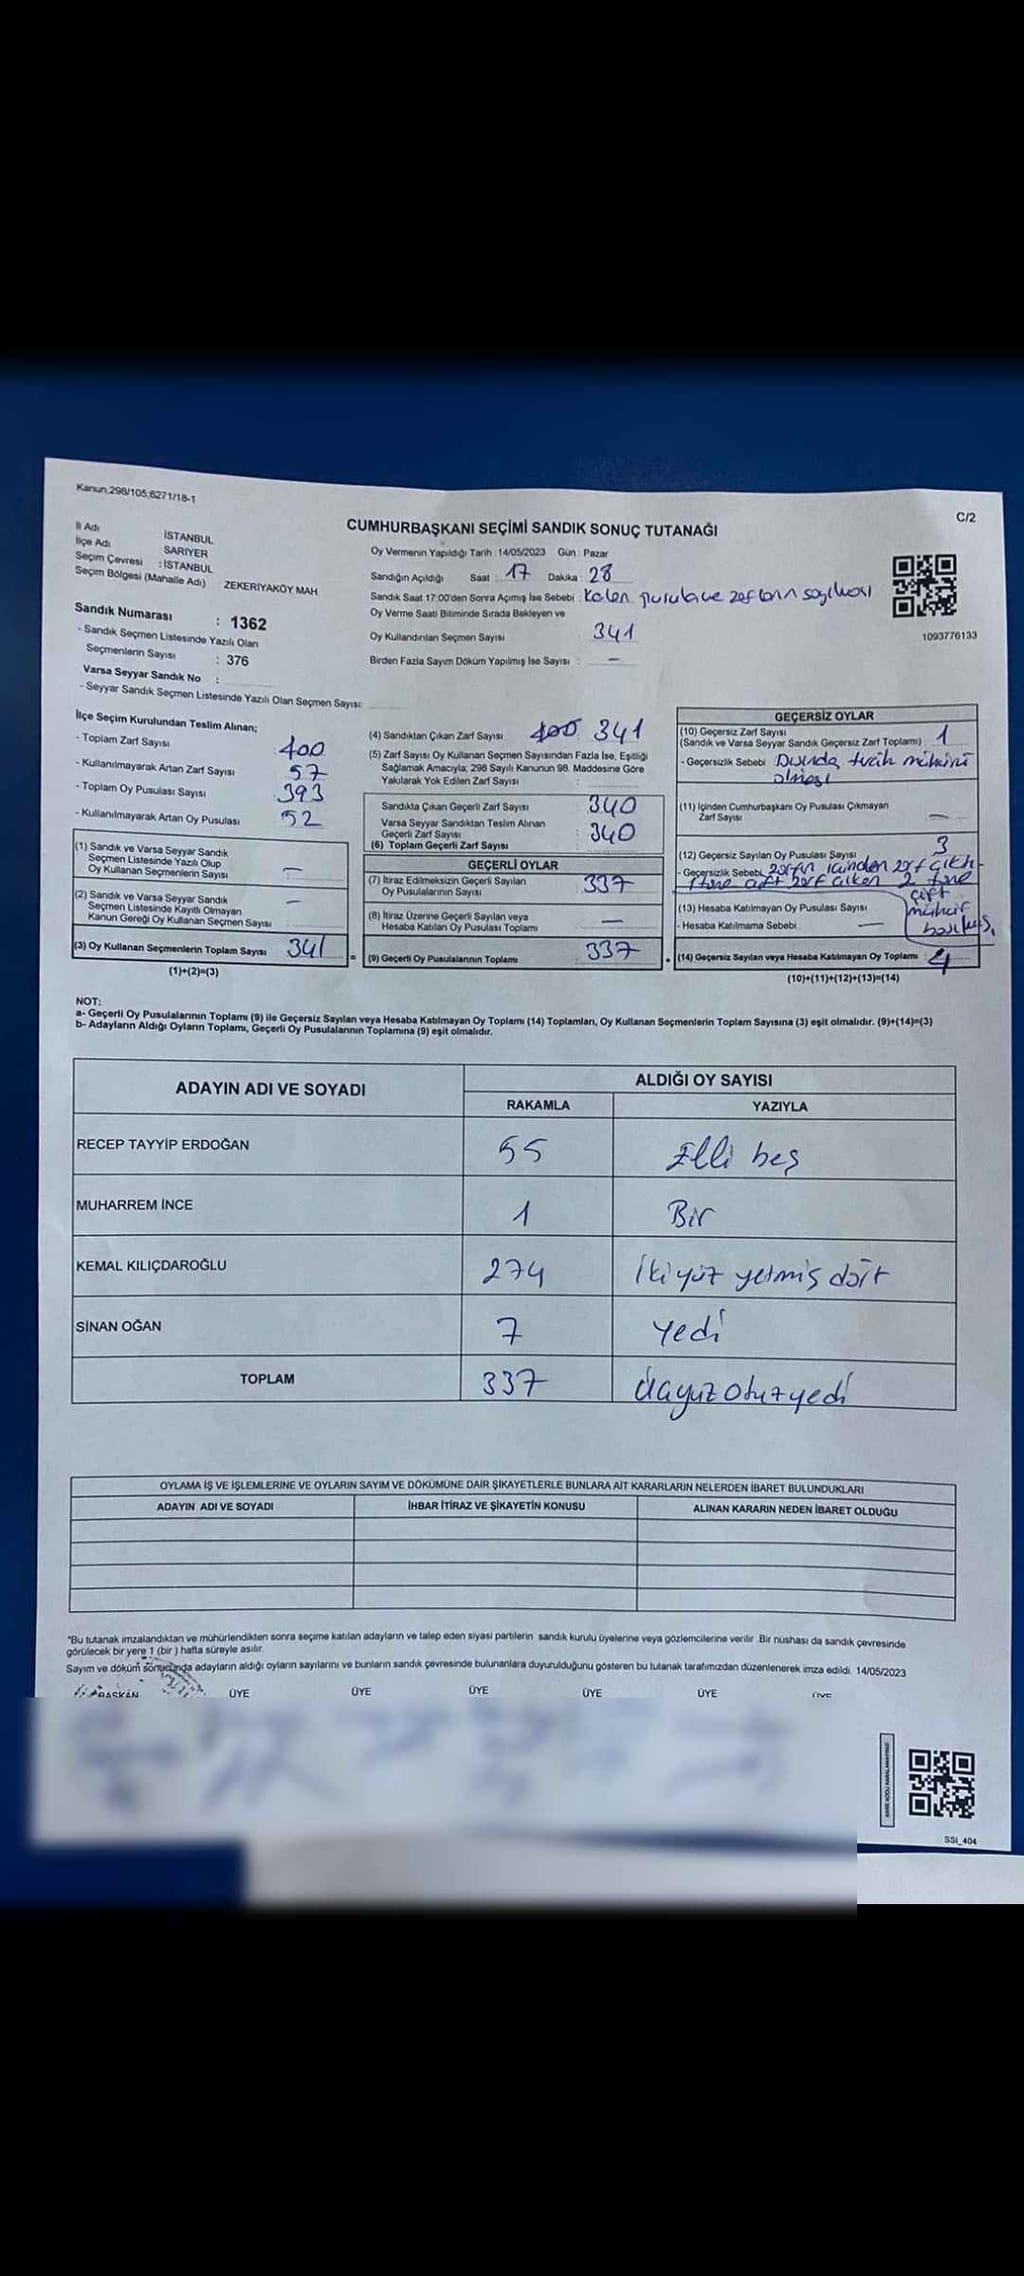 Kanun:298/105;6271/18-1
C/2
CUMHURBAŞKANI SEÇİMİ SANDIK SONUÇ TUTANAĞI
İl Adı İSTANBUL
İlçe Adı SARIYER
Seçim Çevresi : İSTANBUL
Seçim Bölgesi (Mahalle Adı) ZEKERİYAKÖY MAH.
Oy Vermenin Yapıldığı Tarih : 14/05/2023 Gün : Pazar
Sandığın Açıldığı Saat : 17 Dakika : 28
Sandık Saat 17:00'den Sonra Açımış İse Sebebi : Kalan pusula ve zarfların sayılması
Oy Verme Saati Bitiminde Sırada Bekleyen ve
Oy Kullandırılan Seçmen Sayısı : 341
Birden Fazla Sayım Döküm Yapılmış İse Sayısı : —
1093776133
Sandık Numarası : 1362
- Sandık Seçmen Listesinde Yazılı Olan
Seçmenlerin Sayısı : 376
Varsa Seyyar Sandık No :
- Seyyar Sandık Seçmen Listesinde Yazılı Olan Seçmen Sayısı:
İlçe Seçim Kurulundan Teslim Alınan;
- Toplam Zarf Sayısı 400
- Kullanılmayarak Artan Zarf Sayısı 57
- Toplam Oy Pusulası Sayısı 393
- Kullanılmayarak Artan Oy Pusulası 52
(1) Sandık ve Varsa Seyyar Sandık
Seçmen Listesinde Yazılı Olup
Oy Kullanan Seçmenlerin Sayısı : —
(2) Sandık ve Varsa Seyyar Sandık
Seçmen Listesinde Kayıtlı Olmayan
Kanun Gereği Oy Kullanan Seçmen Sayısı : —
(3) Oy Kullanan Seçmenlerin Toplam Sayısı 341
(1)+(2)=(3)
(4) Sandıktan Çıkan Zarf Sayısı 400 341
(5) Zarf Sayısı Oy Kullanan Seçmen Sayısından Fazla İse, Eşitliği
Sağlamak Amacıyla; 298 Sayılı Kanunun 98. Maddesine Göre
Yakılarak Yok Edilen Zarf Sayısı :
Sandıkta Çıkan Geçerli Zarf Sayısı : 340
Varsa Seyyar Sandıktan Teslim Alınan
Geçerli Zarf Sayısı : 340
(6) Toplam Geçerli Zarf Sayısı
GEÇERLİ OYLAR
(7) İtiraz Edilmeksizin Geçerli Sayılan
Oy Pusulalarının Sayısı : 337
(8) İtiraz Üzerine Geçerli Sayılan veya
Hesaba Katılan Oy Pusulası Toplamı : —
(9) Geçerli Oy Pusulalarının Toplamı : 337
GEÇERSİZ OYLAR
(10) Geçersiz Zarf Sayısı
(Sandık ve Varsa Seyyar Sandık Geçersiz Zarf Toplamı) 1
- Geçersizlik Sebebi Dışında tercih mührünü
olması
(11) İçinden Cumhurbaşkanı Oy Pusulası Çıkmayan
Zarf Sayısı : —
(12) Geçersiz Sayılan Oy Pusulası Sayısı 3
- Geçersizlik Sebebi zarfın içinden zarf çıktı
1 tane çift zarf çıkan 2 tane
çift
mühür
basılmış.
(13) Hesaba Katılmayan Oy Pusulası Sayısı
- Hesaba Katılmama Sebebi : —
(14) Geçersiz Sayılan veya Hesaba Katılmayan Oy Toplamı : 4
(10)+(11)+(12)+(13)=(14)
NOT:
a- Geçerli Oy Pusulalarının Toplamı (9) ile Geçersiz Sayılan veya Hesaba Katılmayan Oy Toplamı (14) Toplamları, Oy Kullanan Seçmenlerin Toplam Sayısına (3) eşit olmalıdır. (9)+(14)=(3)
b- Adayların Aldığı Oyların Toplamı, Geçerli Oy Pusulalarının Toplamına (9) eşit olmalıdır.
ADAYIN ADI VE SOYADI ALDIĞI OY SAYISI
RAKAMLA YAZIYLA
RECEP TAYYİP ERDOĞAN 55 Elli beş
MUHARREM İNCE 1 Bir
KEMAL KILIÇDAROĞLU 274 İkiyüz yetmiş dört
SİNAN OĞAN 7 yedi
TOPLAM 337 üçyüzotuzyedi
OYLAMA İŞ VE İŞLEMLERİNE VE OYLARIN SAYIM VE DÖKÜMÜNE DAİR ŞİKAYETLERLE BUNLARA AİT KARARLARIN NELERDEN İBARET BULUNDUKLARI
ADAYIN ADI VE SOYADI İHBAR İTİRAZ VE ŞİKAYETİN KONUSU ALINAN KARARIN NEDEN İBARET OLDUĞU
*Bu tutanak imzalandıktan ve mühürlendikten sonra seçime katılan adayların ve talep eden siyasi partilerin sandık kurulu üyelerine veya gözlemcilerine verilir. Bir nüshası da sandık çevresinde
görülecek bir yere 1 (bir ) hafta süreyle asılır.
Sayım ve döküm sonucunda adayların aldığı oyların sayılarını ve bunların sandık çevresinde bulunanlara duyurulduğunu gösteren bu tutanak tarafımızdan düzenlenerek imza edildi. 14/05/2023
BAŞKAN ÜYE ÜYE ÜYE ÜYE ÜYE ÜYE
SSI_404